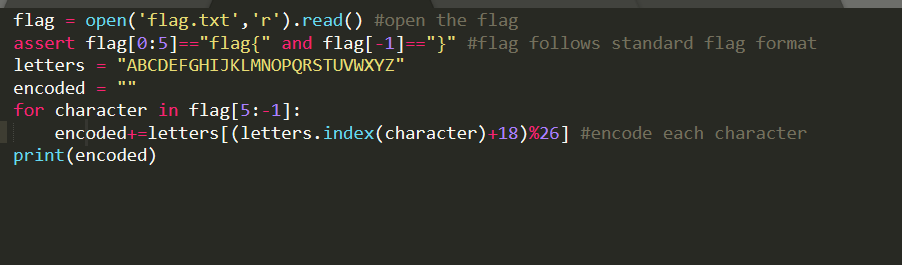 flag = open('flag.txt','r').read() #open the flag
assert flag[0:5]=="flag{" and flag[-1]=="}" #flag follows standard flag format
letters = "ABCDEFGHIJKLMNOPQRSTUVWXYZ"
encoded = ""
for character in flag[5:-1]:
    encoded+=letters[(letters.index(character)+18)%26] #encode each character
print(encoded)